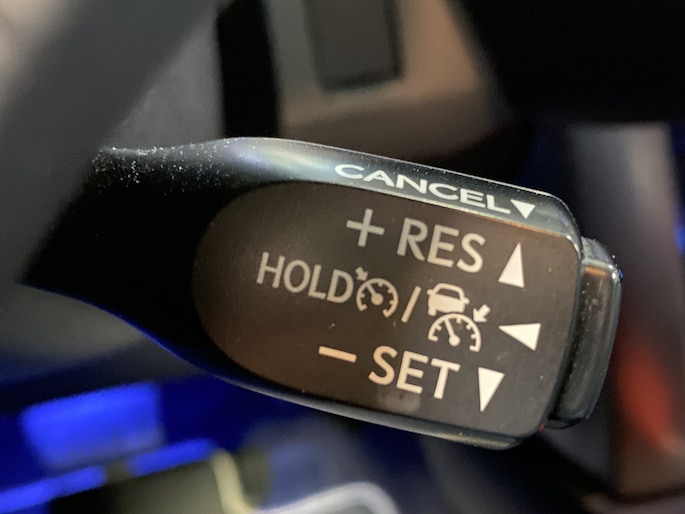 CANCEL
+ RES
HOLD /
− SET